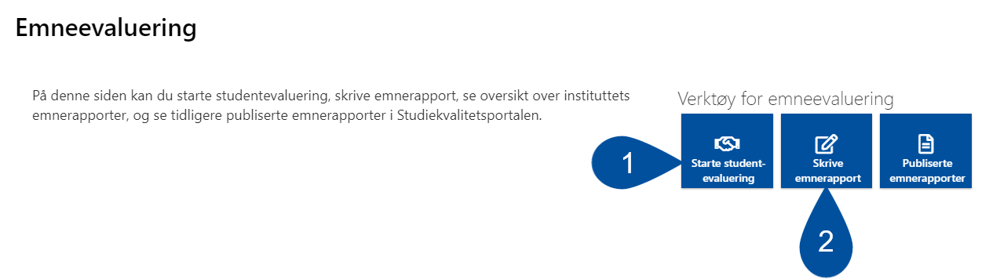 Emneevaluering
På denne siden kan du starte studentevaluering, skrive emnerapport, se oversikt over instituttets
emnerapporter, og se tidligere publiserte emnerapporter i Studiekvalitetsportalen.
Verktøy for emneevaluering
1
Starte student-
evaluering
Skrive
emnerapport
Publiserte
emnerapporter
2